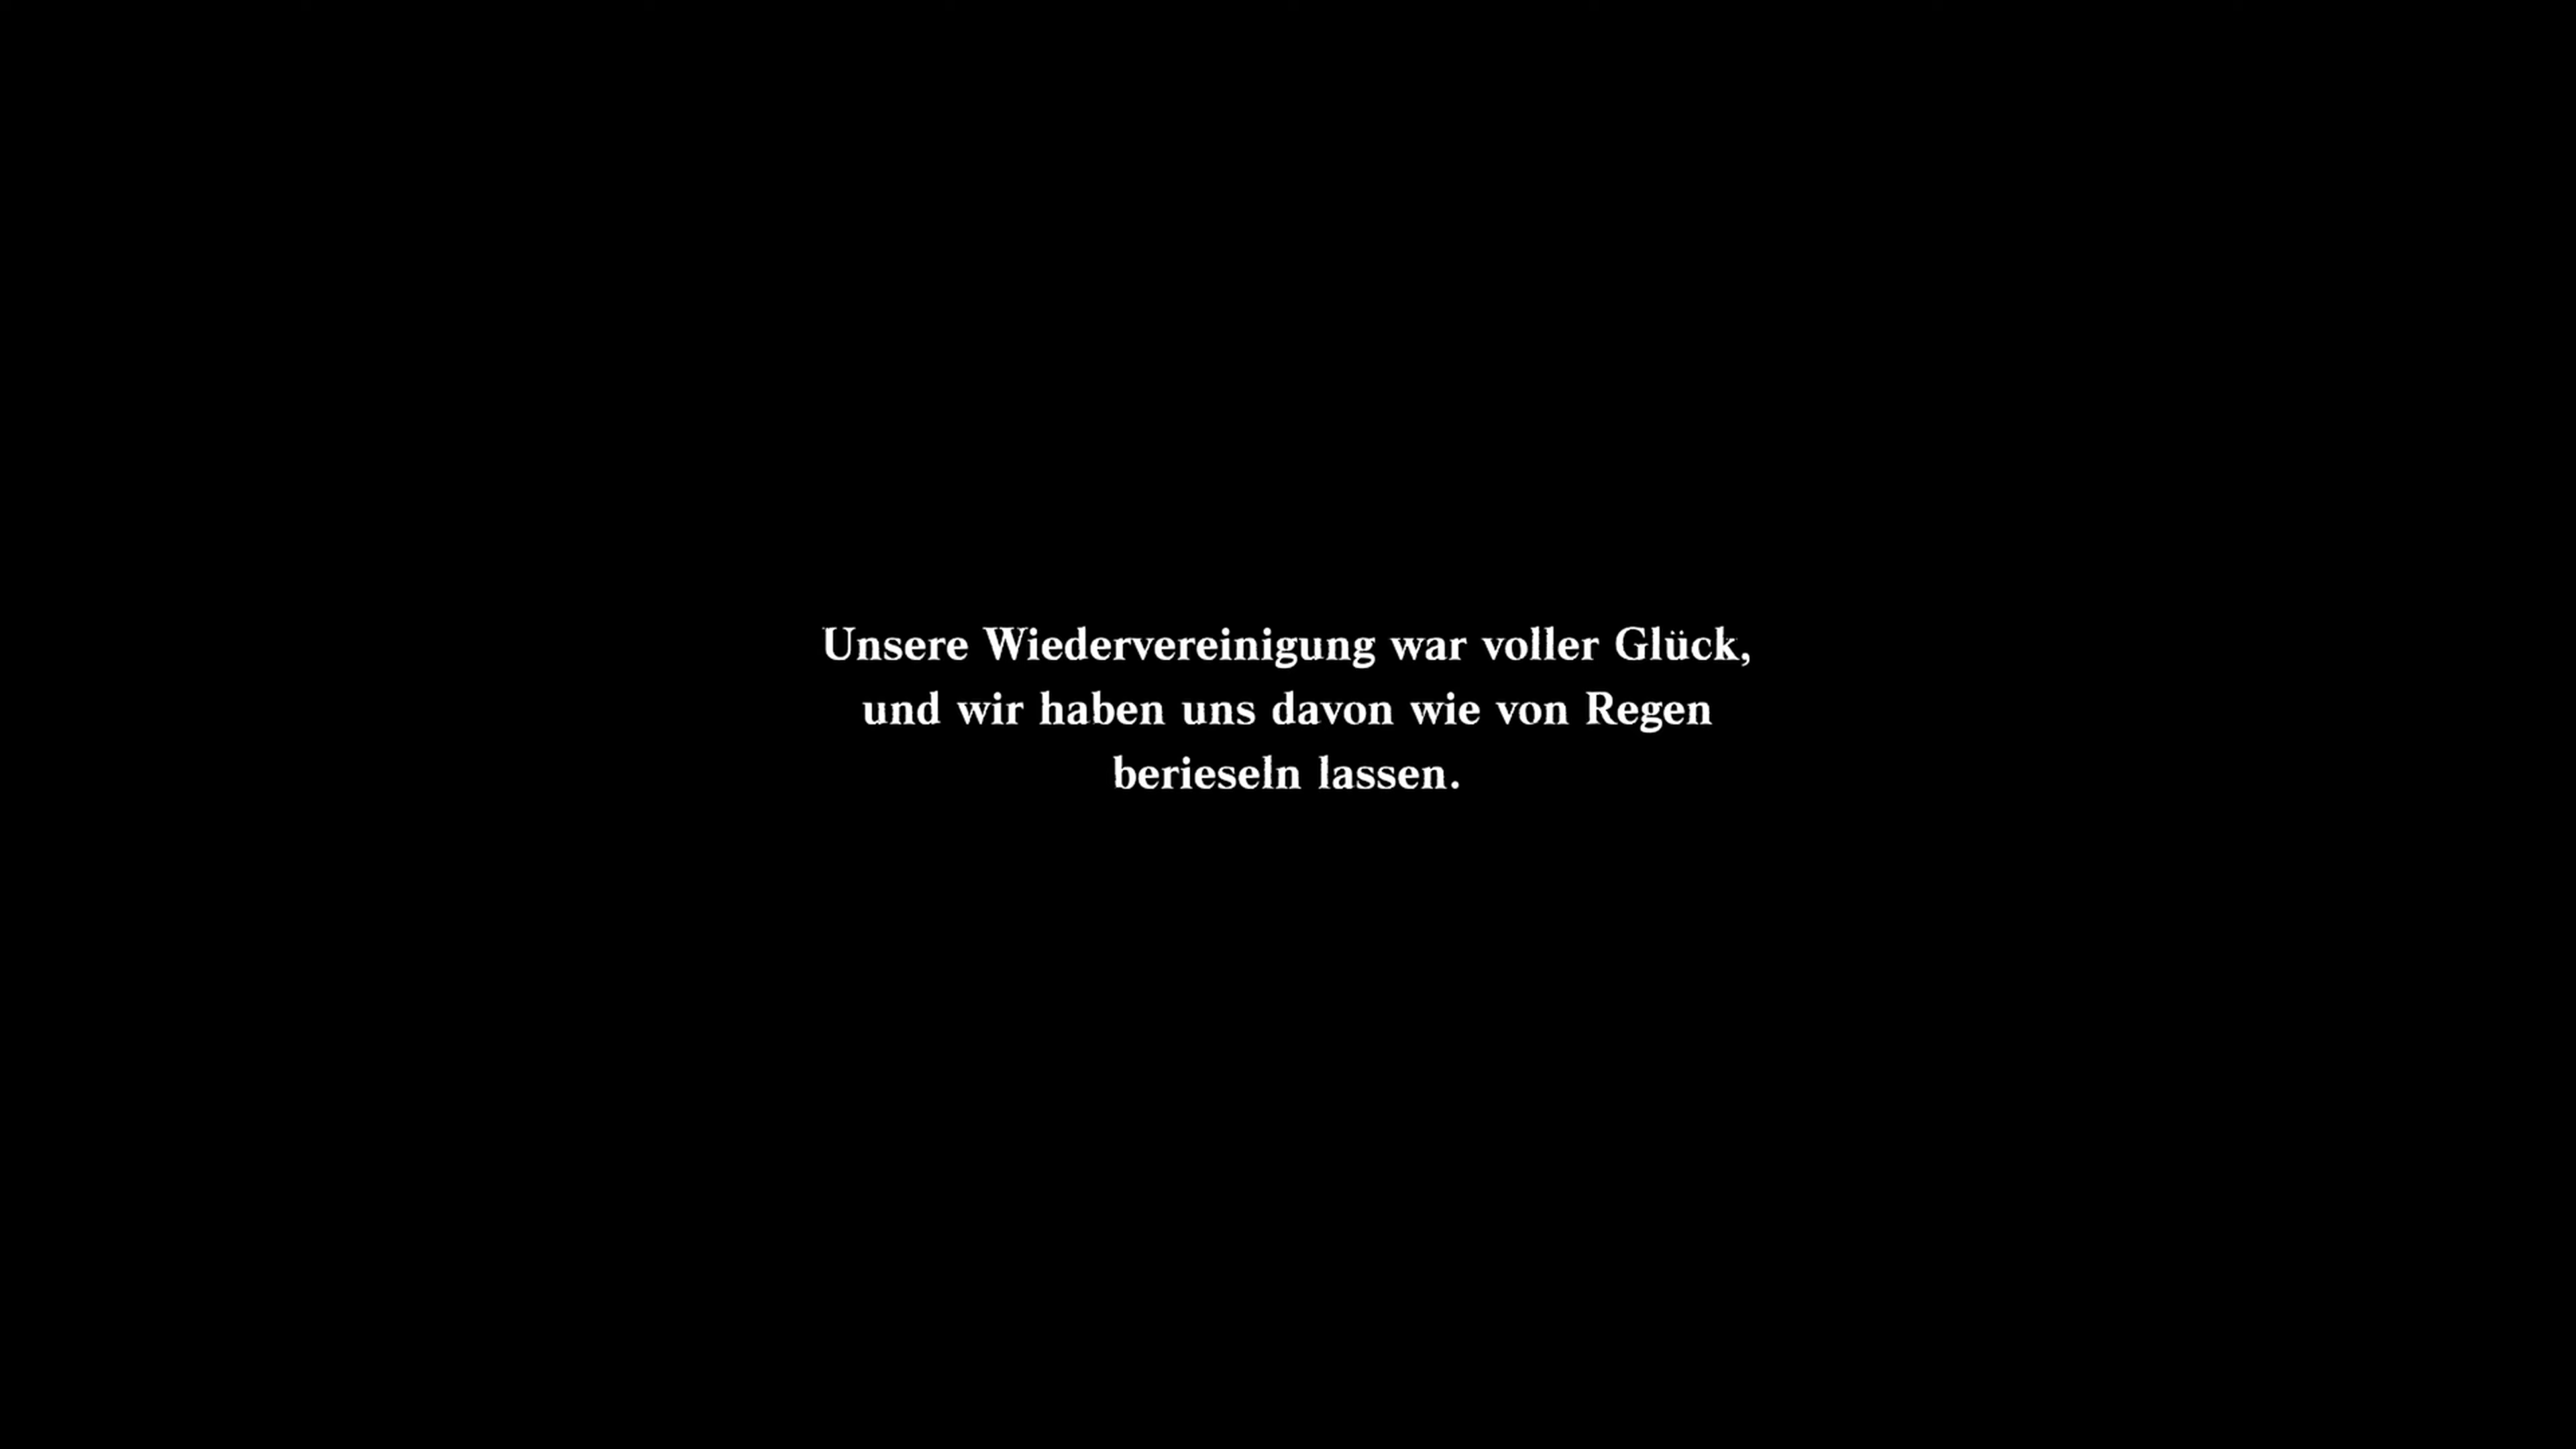 Unsere Wiedervereinigung war voller Glück,
und wir haben uns davon wie von Regen
berieseln lassen.